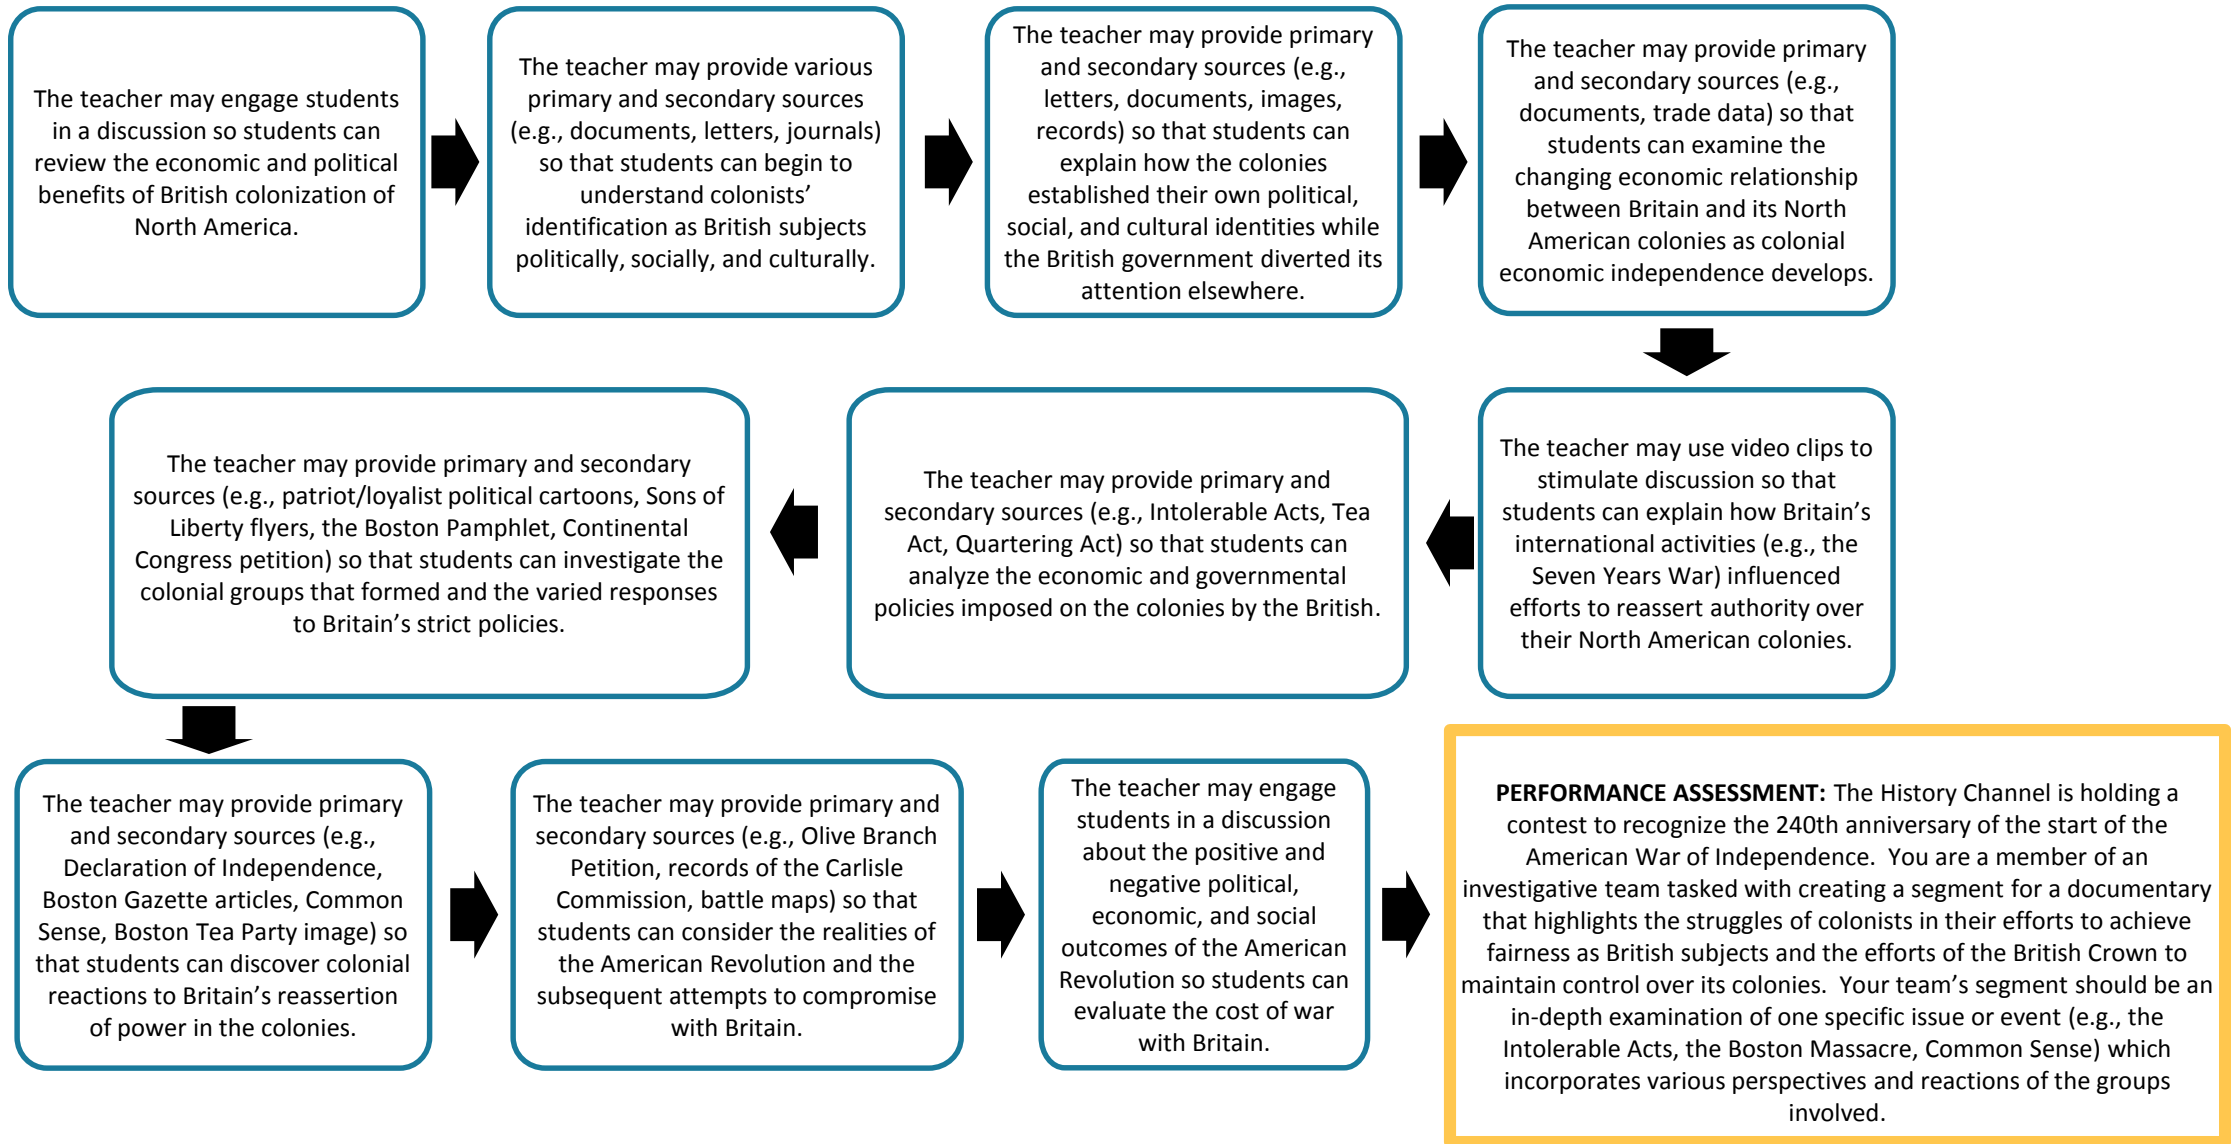 The teacher may engage students
in a discussion so students can
review the economic and political
benefits of British colonization of
North America.
The teacher may provide various
primary and secondary sources
(e.g., documents, letters, journals)
so that students can begin to
understand colonists’
identification as British subjects
politically, socially, and culturally.
The teacher may provide primary
and secondary sources (e.g.,
letters, documents, images,
records) so that students can
explain how the colonies
established their own political,
social, and cultural identities while
the British government diverted its
attention elsewhere.
The teacher may provide primary
and secondary sources (e.g.,
documents, trade data) so that
students can examine the
changing economic relationship
between Britain and its North
American colonies as colonial
economic independence develops.
The teacher may use video clips to
stimulate discussion so that
students can explain how Britain’s
international activities (e.g., the
Seven Years War) influenced
efforts to reassert authority over
their North American colonies.
The teacher may provide primary and
secondary sources (e.g., Intolerable Acts, Tea
Act, Quartering Act) so that students can
analyze the economic and governmental
policies imposed on the colonies by the British.
The teacher may provide primary and secondary
sources (e.g., patriot/loyalist political cartoons, Sons of
Liberty flyers, the Boston Pamphlet, Continental
Congress petition) so that students can investigate the
colonial groups that formed and the varied responses
to Britain’s strict policies.
The teacher may provide primary
and secondary sources (e.g.,
Declaration of Independence,
Boston Gazette articles, Common
Sense, Boston Tea Party image) so
that students can discover colonial
reactions to Britain’s reassertion
of power in the colonies.
The teacher may provide primary and
secondary sources (e.g., Olive Branch
Petition, records of the Carlisle
Commission, battle maps) so that
students can consider the realities of
the American Revolution and the
subsequent attempts to compromise
with Britain.
The teacher may engage
students in a discussion
about the positive and
negative political,
economic, and social
outcomes of the American
Revolution so students can
evaluate the cost of war
with Britain.
PERFORMANCE ASSESSMENT: The History Channel is holding a
contest to recognize the 240th anniversary of the start of the
American War of Independence. You are a member of an
investigative team tasked with creating a segment for a documentary
that highlights the struggles of colonists in their efforts to achieve
fairness as British subjects and the efforts of the British Crown to
maintain control over its colonies. Your team’s segment should be an
in-depth examination of one specific issue or event (e.g., the
Intolerable Acts, the Boston Massacre, Common Sense) which
incorporates various perspectives and reactions of the groups
involved.